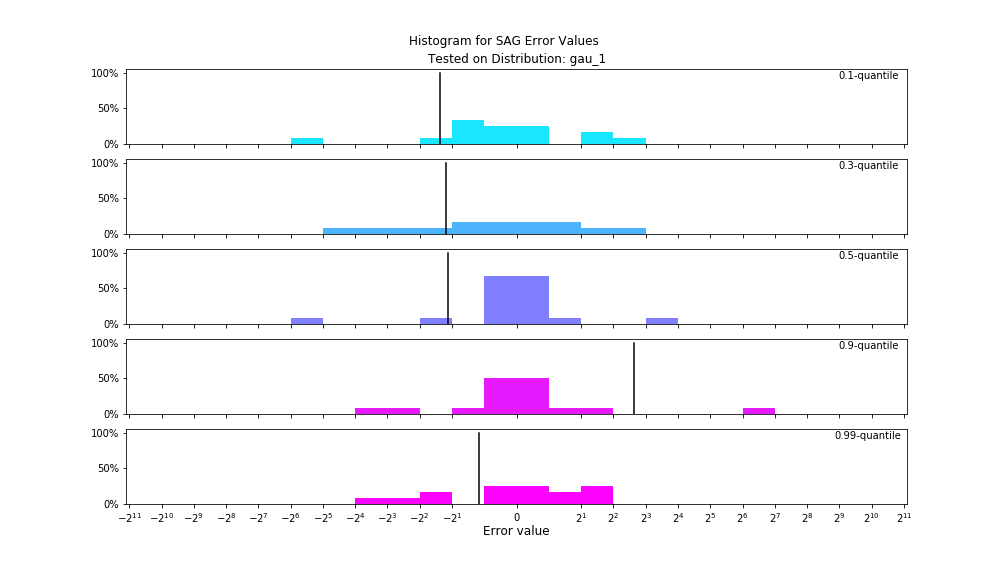 Histogram for SAG Error Values
Tested on Distribution: gau_1
100%
50%
0%
0.1-quantile
100%
50%
0%
0.3-quantile
100%
50%
0%
0.5-quantile
100%
50%
0%
0.9-quantile
100%
50%
0%
0.99-quantile
−2¹¹ −2¹⁰ −2⁹ −2⁸ −2⁷ −2⁶ −2⁵ −2⁴ −2³ −2² −2¹ 0 2¹ 2² 2³ 2⁴ 2⁵ 2⁶ 2⁷ 2⁸ 2⁹ 2¹⁰ 2¹¹
Error value